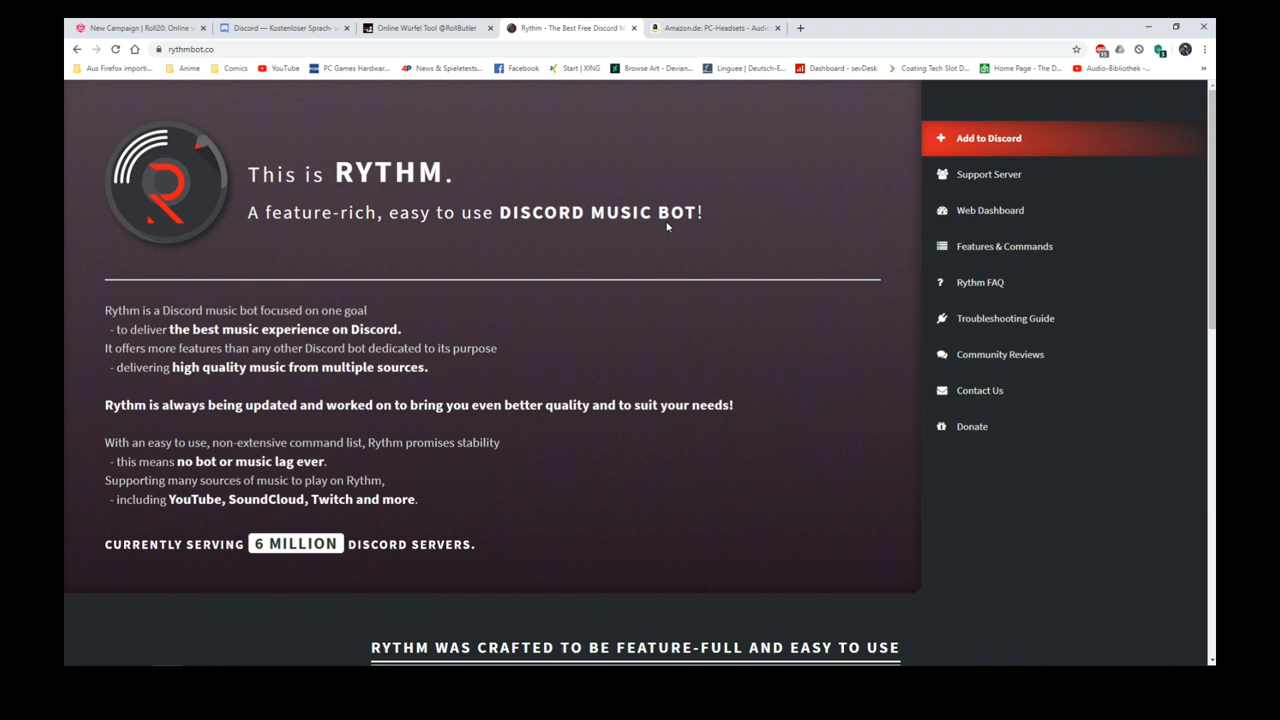 New Campaign | Roll20: Online v
Discord — Kostenloser Sprach- 
Online Würfel Tool @RollButler
Rythm - The Best Free Discord M
Amazon.de: PC-Headsets - Audio
rythmbot.co
Aus Firefox importi...
Anime
Comics
YouTube
PC Games Hardwar...
4P News & Spieletests...
Facebook
Start | XING
Browse Art - Devian...
Linguee | Deutsch-E...
Dashboard - sevDesk
Coating Tech Slot D...
Home Page - The D...
Audio-Bibliothek -...
R
This is RYTHM.
A feature-rich, easy to use DISCORD MUSIC BOT!
Rythm is a Discord music bot focused on one goal
- to deliver the best music experience on Discord.
It offers more features than any other Discord bot dedicated to its purpose
- delivering high quality music from multiple sources.
Rythm is always being updated and worked on to bring you even better quality and to suit your needs!
With an easy to use, non-extensive command list, Rythm promises stability
- this means no bot or music lag ever.
Supporting many sources of music to play on Rythm,
- including YouTube, SoundCloud, Twitch and more.
CURRENTLY SERVING 6 MILLION DISCORD SERVERS.
Add to Discord
Support Server
Web Dashboard
Features & Commands
Rythm FAQ
Troubleshooting Guide
Community Reviews
Contact Us
Donate
RYTHM WAS CRAFTED TO BE FEATURE-FULL AND EASY TO USE